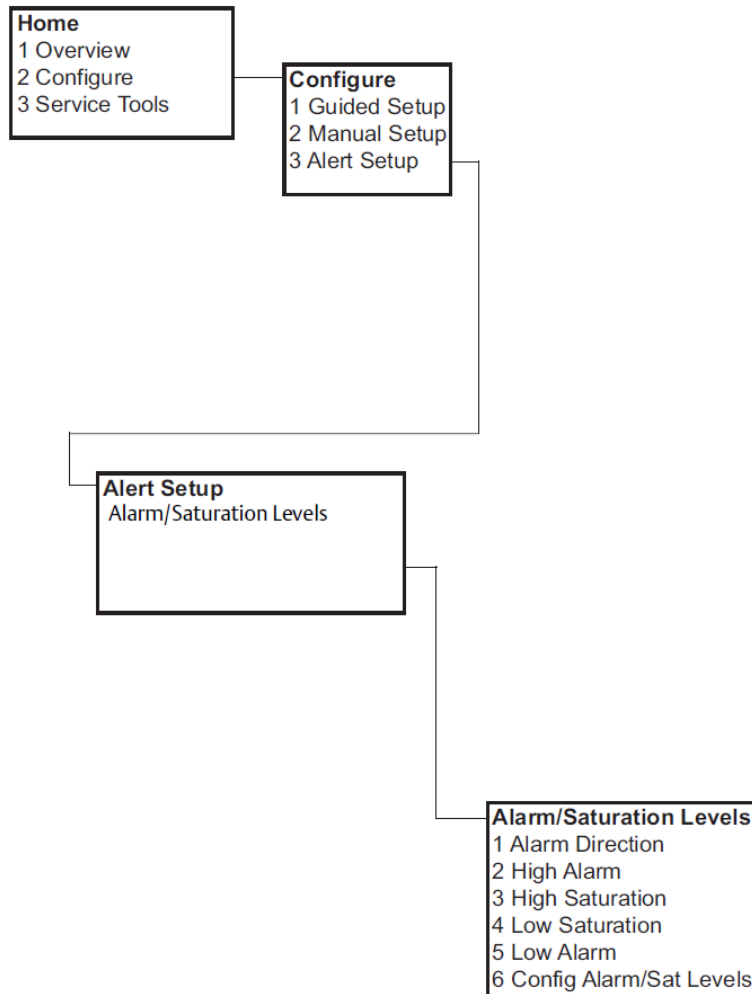 Home
1 Overview
2 Configure
3 Service Tools
Configure
1 Guided Setup
2 Manual Setup
3 Alert Setup
Alert Setup
Alarm/Saturation Levels
Alarm/Saturation Levels
1 Alarm Direction
2 High Alarm
3 High Saturation
4 Low Saturation
5 Low Alarm
6 Config Alarm/Sat Levels